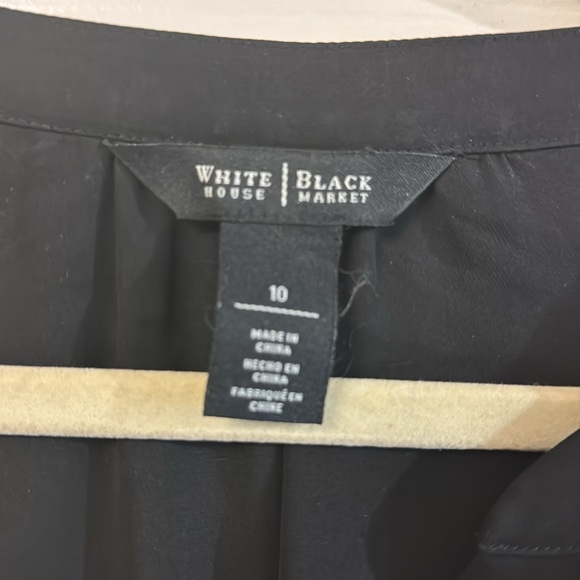 WHITE | BLACK
HOUSE | MARKET
10
MADE IN
CHINA
HECHO EN
CHINA
FABRIQUÉ EN
CHINE